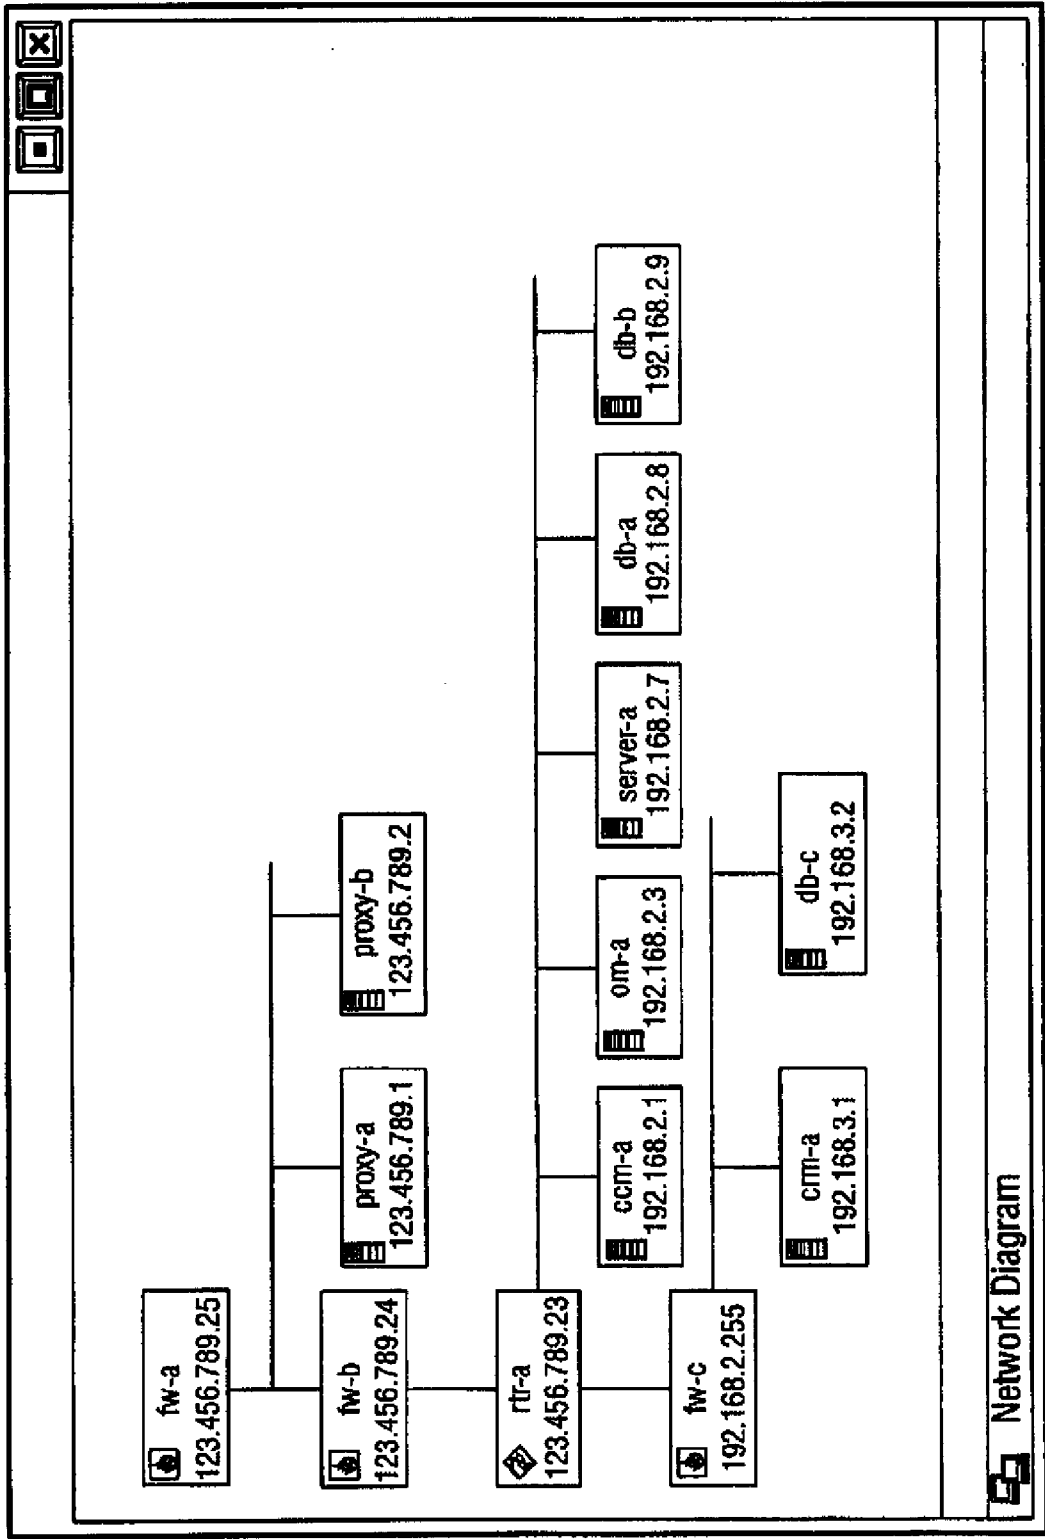 fw-a
123.456.789.25
proxy-a
123.456.789.1
proxy-b
123.456.789.2
fw-b
123.456.789.24
rtr-a
123.456.789.23
ccm-a
192.168.2.1
om-a
192.168.2.3
server-a
192.168.2.7
db-a
192.168.2.8
db-b
192.168.2.9
fw-c
192.168.2.255
crm-a
192.168.3.1
db-c
192.168.3.2
Network Diagram